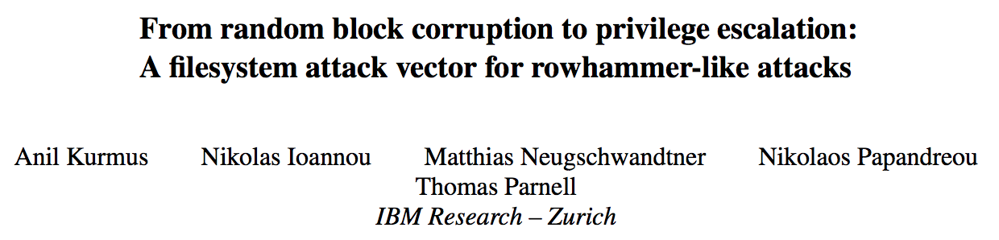 From random block corruption to privilege escalation:
A filesystem attack vector for rowhammer-like attacks
Anil Kurmus Nikolas Ioannou Matthias Neugschwandtner Nikolaos Papandreou
Thomas Parnell
IBM Research – Zurich